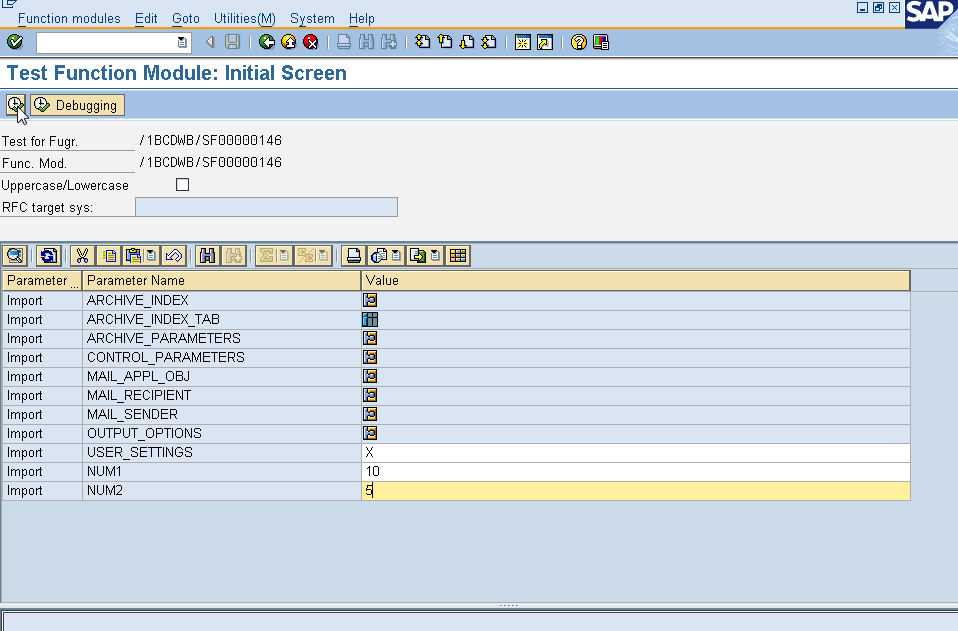 Function modules Edit Goto Utilities(M) System Help
SAP
Test Function Module: Initial Screen
Debugging
Test for Fugr. /1BCDWB/SF00000146
Func. Mod. /1BCDWB/SF00000146
Uppercase/Lowercase
RFC target sys:
Parameter ... Parameter Name Value
Import ARCHIVE_INDEX
Import ARCHIVE_INDEX_TAB
Import ARCHIVE_PARAMETERS
Import CONTROL_PARAMETERS
Import MAIL_APPL_OBJ
Import MAIL_RECIPIENT
Import MAIL_SENDER
Import OUTPUT_OPTIONS
Import USER_SETTINGS X
Import NUM1 10
Import NUM2 5